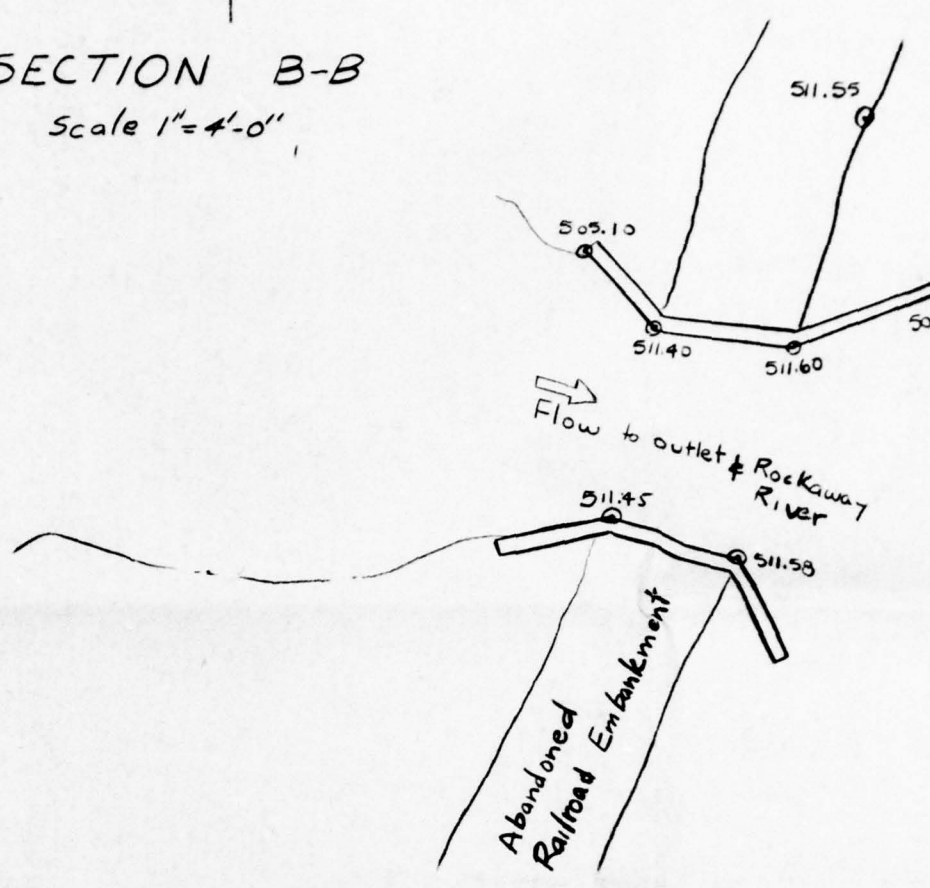 SECTION B-B
Scale 1"=4'-0"
511.55
505.10
511.40
511.60
50
Flow to outlet & Rockaway
River
511.45
511.58
Abandoned
Railroad Embankment